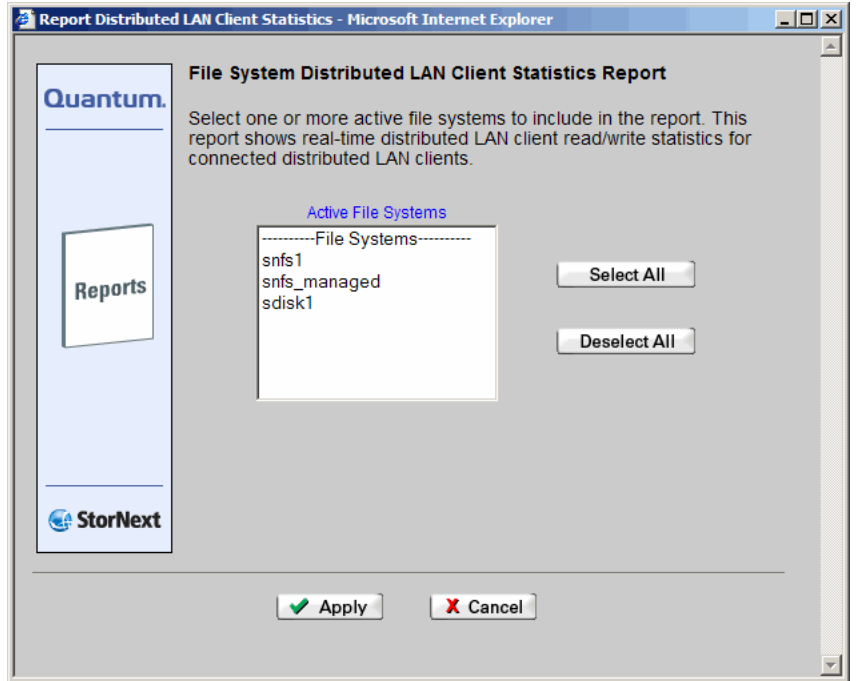 Report Distributed LAN Client Statistics - Microsoft Internet Explorer
Quantum.
File System Distributed LAN Client Statistics Report
Select one or more active file systems to include in the report. This
report shows real-time distributed LAN client read/write statistics for
connected distributed LAN clients.
Active File Systems
----------File Systems----------
snfs1
snfs_managed
sdisk1
Select All
Deselect All
Reports
StorNext
Apply
Cancel